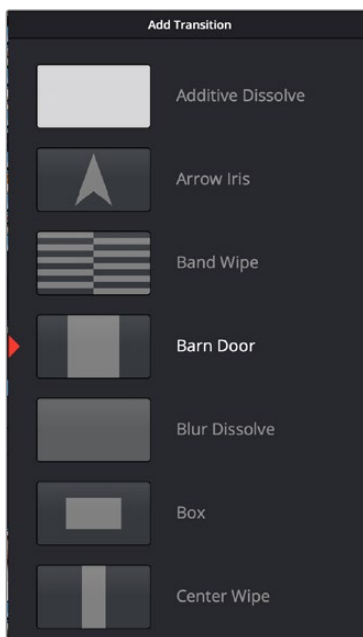 Add Transition
Additive Dissolve
Arrow Iris
Band Wipe
Barn Door
Blur Dissolve
Box
Center Wipe